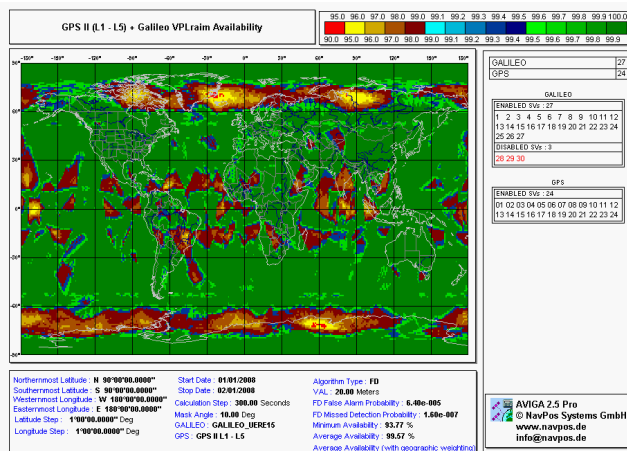 GPS II (L1 - L5) + Galileo VPLraim Availability
95.0 96.0 97.0 98.0 99.0 99.1 99.2 99.3 99.4 99.5 99.6 99.7 99.8 99.9 100.0
90.0 95.0 96.0 97.0 98.0 99.0 99.1 99.2 99.3 99.4 99.5 99.6 99.7 99.8 99.9
GALILEO 27
GPS 24
GALILEO
ENABLED SVs : 27
1 2 3 4 5 6 7 8 9 10 11 12
13 14 15 16 17 18 19 20 21 22 23 24
25 26 27
DISABLED SVs : 3
28 29 30
GPS
ENABLED SVs : 24
01 02 03 04 05 06 07 08 09 10 11 12
13 14 15 16 17 18 19 20 21 22 23 24
Northernmost Latitude : N 90°00'00.0000"
Southernmost Latitude : S 90°00'00.0000"
Westernmost Longitude : W 180°00'00.0000"
Easternmost Longitude : E 180°00'00.0000"
Latitude Step : 1°00'00.0000" Deg
Longitude Step : 1°00'00.0000" Deg
Start Date : 01/01/2008
Stop Date : 02/01/2008
Calculation Step : 300.00 Seconds
Mask Angle : 10.00 Deg
GALILEO : GALILEO_UERE15
GPS : GPS II L1 - L5
Algorithm Type : FD
VAL : 20.00 Meters
FD False Alarm Probability : 6.40e-005
FD Missed Detection Probability : 1.60e-007
Minimum Availability : 93.77 %
Average Availability : 99.57 %
Average Availability (with geographic weighting)
AVIGA 2.5 Pro
© NavPos Systems GmbH
www.navpos.de
info@navpos.de